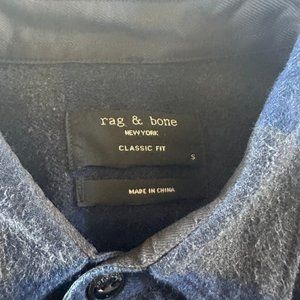 rag & bone
NEW YORK
CLASSIC FIT
S
MADE IN CHINA